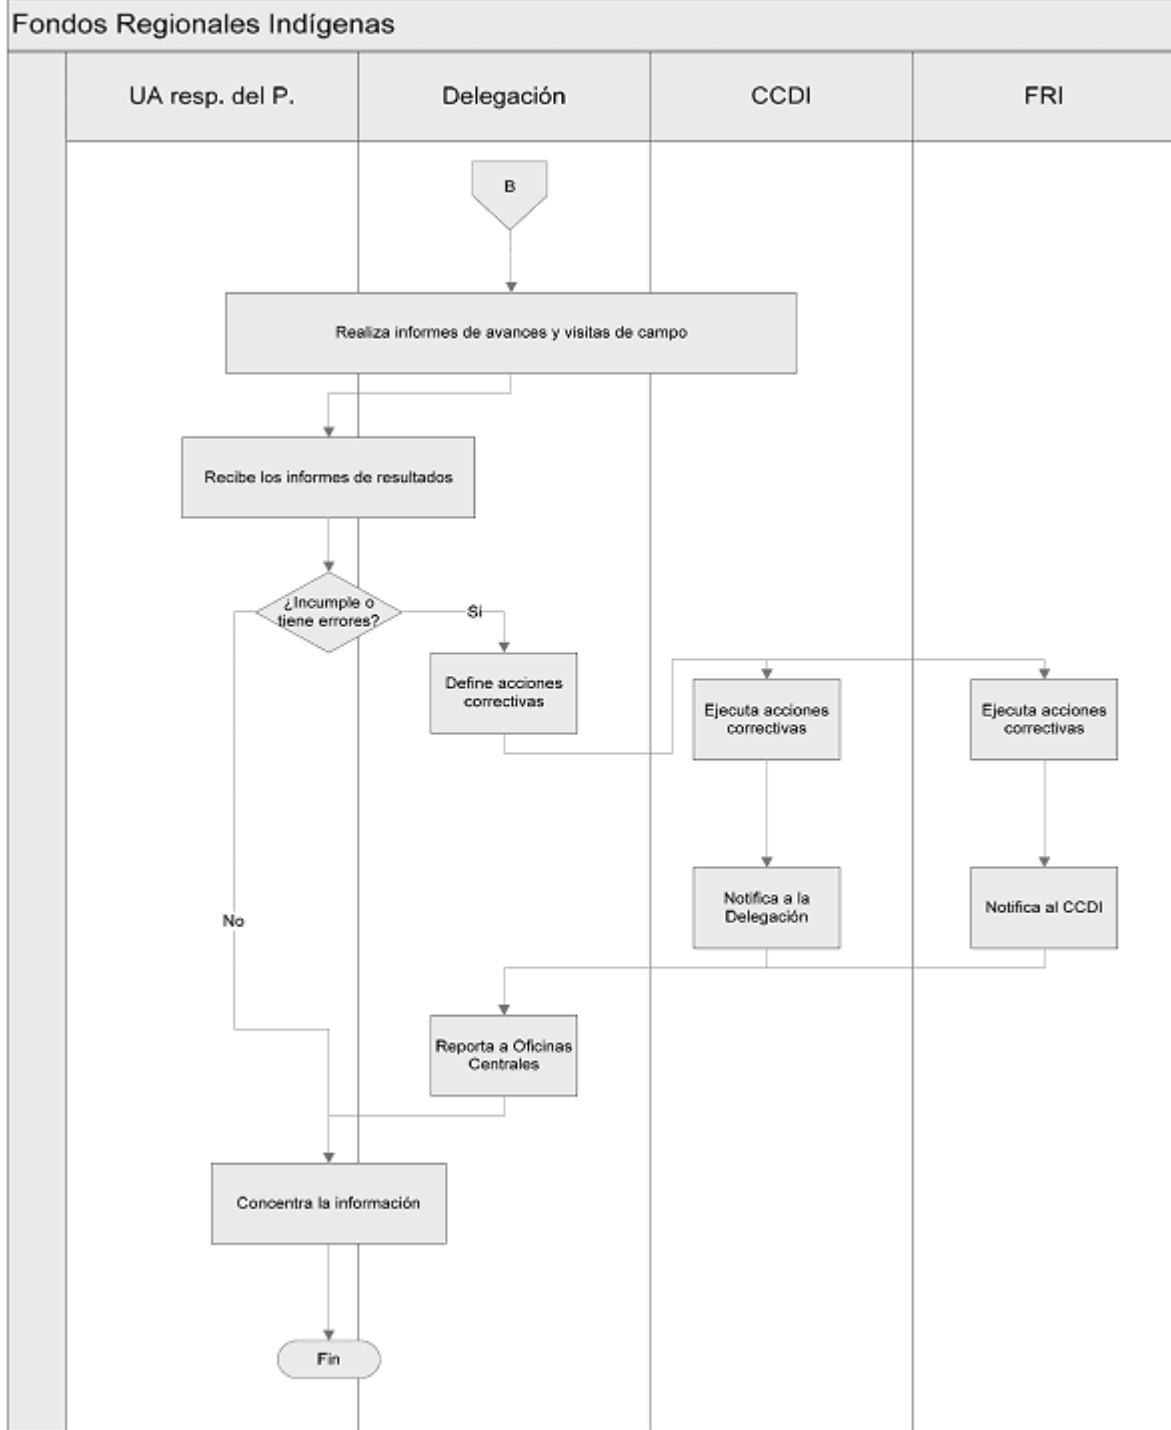 Fondos Regionales Indígenas
UA resp. del P.
Delegación
CCDI
FRI
B
Realiza informes de avances y visitas de campo
Recibe los informes de resultados
¿Incumple o
tiene errores?
Si
Define acciones
correctivas
Ejecuta acciones
correctivas
Ejecuta acciones
correctivas
Notifica a la
Delegación
Notifica al CCDI
No
Reporta a Oficinas
Centrales
Concentra la información
Fin